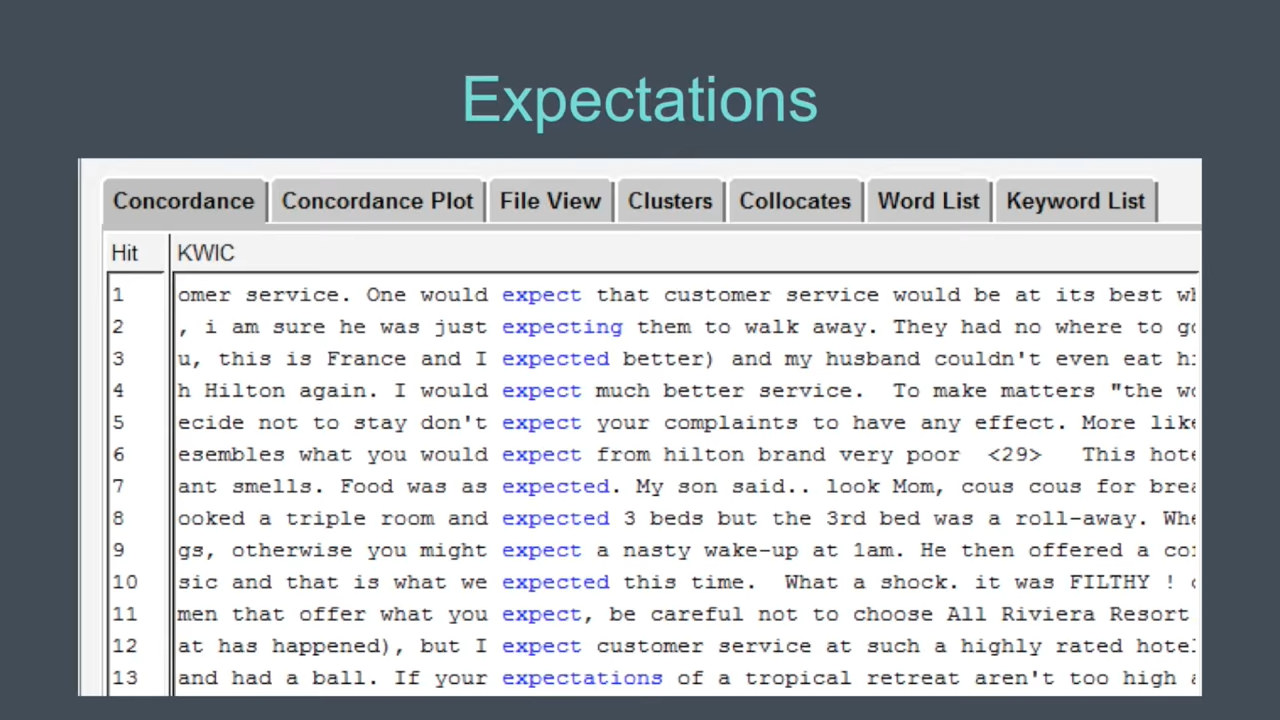 Expectations
Concordance Concordance Plot File View Clusters Collocates Word List Keyword List
Hit KWIC
1 omer service. One would expect that customer service would be at its best wh
2 , i am sure he was just expecting them to walk away. They had no where to go
3 u, this is France and I expected better) and my husband couldn't even eat hi
4 h Hilton again. I would expect much better service. To make matters "the wo
5 ecide not to stay don't expect your complaints to have any effect. More like
6 esembles what you would expect from hilton brand very poor <29> This hote
7 ant smells. Food was as expected. My son said.. look Mom, cous cous for brea
8 ooked a triple room and expected 3 beds but the 3rd bed was a roll-away. Whe
9 gs, otherwise you might expect a nasty wake-up at 1am. He then offered a
10 sic and that is what we expected this time. What a shock. it was FILTHY !
11 men that offer what you expect, be careful not to choose All Riviera Resort
12 at has happened), but I expect customer service at such a highly rated hotel
13 and had a ball. If your expectations of a tropical retreat aren't too high a